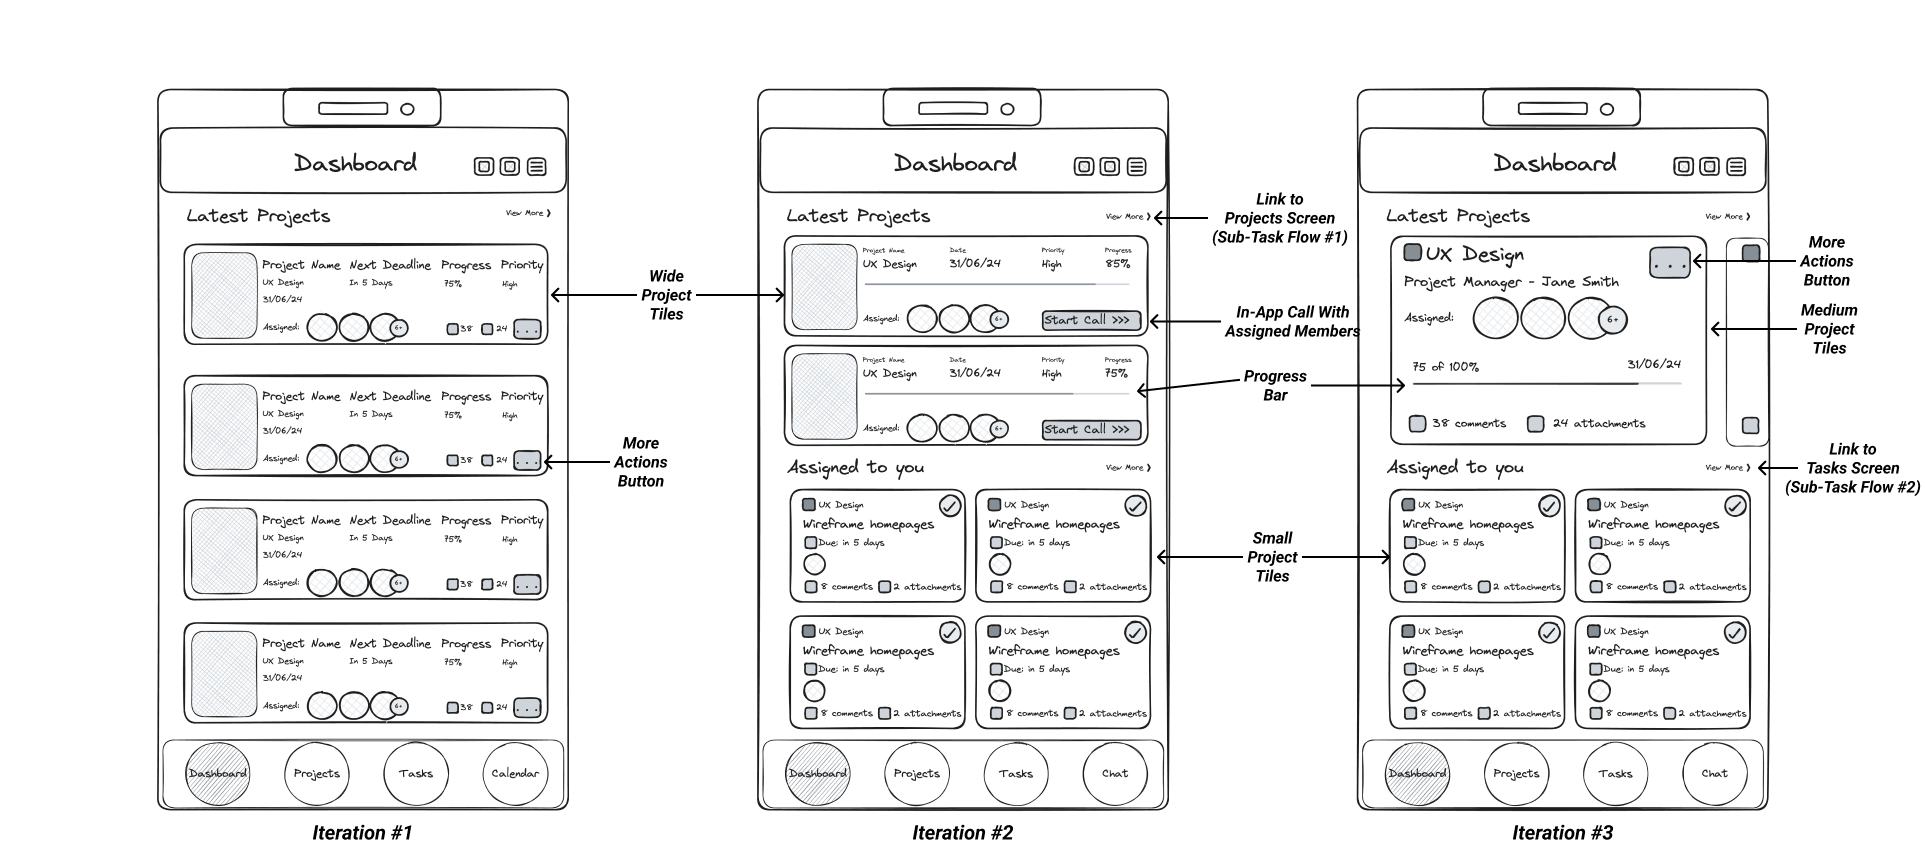 Dashboard
Latest Projects
View More ❯
Project Name Next Deadline Progress Priority
UX Design In 5 Days 75% High
31/06/24
Assigned: 6+ 38 24 ...
Project Name Next Deadline Progress Priority
UX Design In 5 Days 75% High
31/06/24
Assigned: 6+ 38 24 ...
Project Name Next Deadline Progress Priority
UX Design In 5 Days 75% High
31/06/24
Assigned: 6+ 38 24 ...
Project Name Next Deadline Progress Priority
UX Design In 5 Days 75% High
31/06/24
Assigned: 6+ 38 24 ...
Dashboard Projects Tasks Calendar
Iteration #1
Wide
Project
Tiles
More
Actions
Button
Dashboard
Latest Projects
View More ❯
Project Name Date Priority Progress
UX Design 31/06/24 High 85%
Assigned: 6+ Start Call >>>
Project Name Date Priority Progress
UX Design 31/06/24 High 75%
Assigned: 6+ Start Call >>>
Assigned to you
View More ❯
UX Design
Wireframe homepages
Due: in 5 days
8 comments 2 attachments
UX Design
Wireframe homepages
Due: in 5 days
8 comments 2 attachments
UX Design
Wireframe homepages
Due: in 5 days
8 comments 2 attachments
UX Design
Wireframe homepages
Due: in 5 days
8 comments 2 attachments
Dashboard Projects Tasks Chat
Iteration #2
Link to
Projects Screen
(Sub-Task Flow #1)
In-App Call With
Assigned Members
Progress
Bar
Small
Project
Tiles
Dashboard
Latest Projects
View More ❯
UX Design ...
Project Manager - Jane Smith
Assigned: 6+
75 of 100% 31/06/24
38 comments 24 attachments
Assigned to you
View More ❯
UX Design
Wireframe homepages
Due: in 5 days
8 comments 2 attachments
UX Design
Wireframe homepages
Due: in 5 days
8 comments 2 attachments
UX Design
Wireframe homepages
Due: in 5 days
8 comments 2 attachments
UX Design
Wireframe homepages
Due: in 5 days
8 comments 2 attachments
Dashboard Projects Tasks Chat
Iteration #3
More
Actions
Button
Medium
Project
Tiles
Link to
Tasks Screen
(Sub-Task Flow #2)